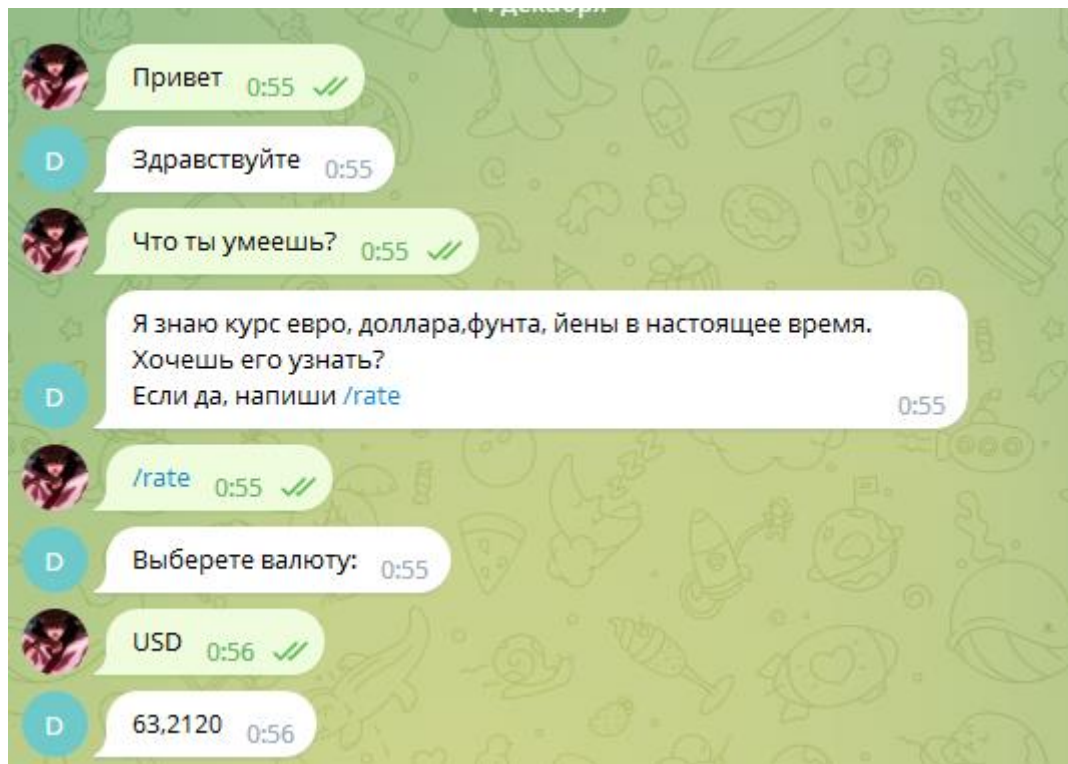 Привет 0:55
Здравствуйте 0:55
Что ты умеешь? 0:55
Я знаю курс евро, доллара,фунта, йены в настоящее время.
Хочешь его узнать?
Если да, напиши /rate
0:55
/rate 0:55
Выберете валюту: 0:55
USD 0:56
63,2120 0:56
D
D
D
D